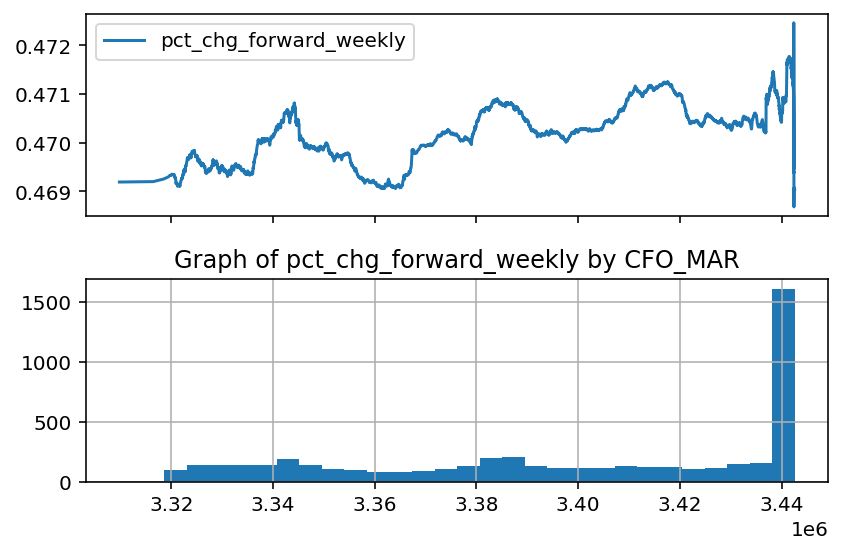 0.472
0.471
0.470
0.469
pct_chg_forward_weekly
Graph of pct_chg_forward_weekly by CFO_MAR
1500
1000
500
0
3.32 3.34 3.36 3.38 3.40 3.42 3.44
1e6